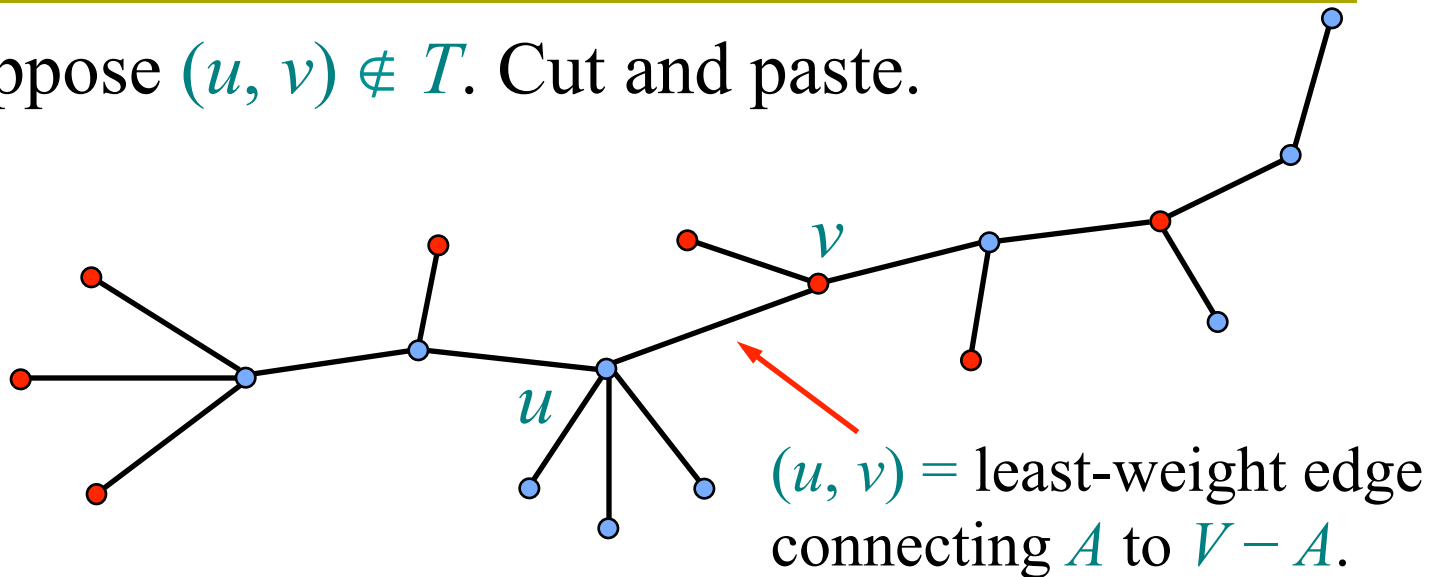 ppose (u, v) ∉ T. Cut and paste.
v
u
(u, v) = least-weight edge
connecting A to V – A.